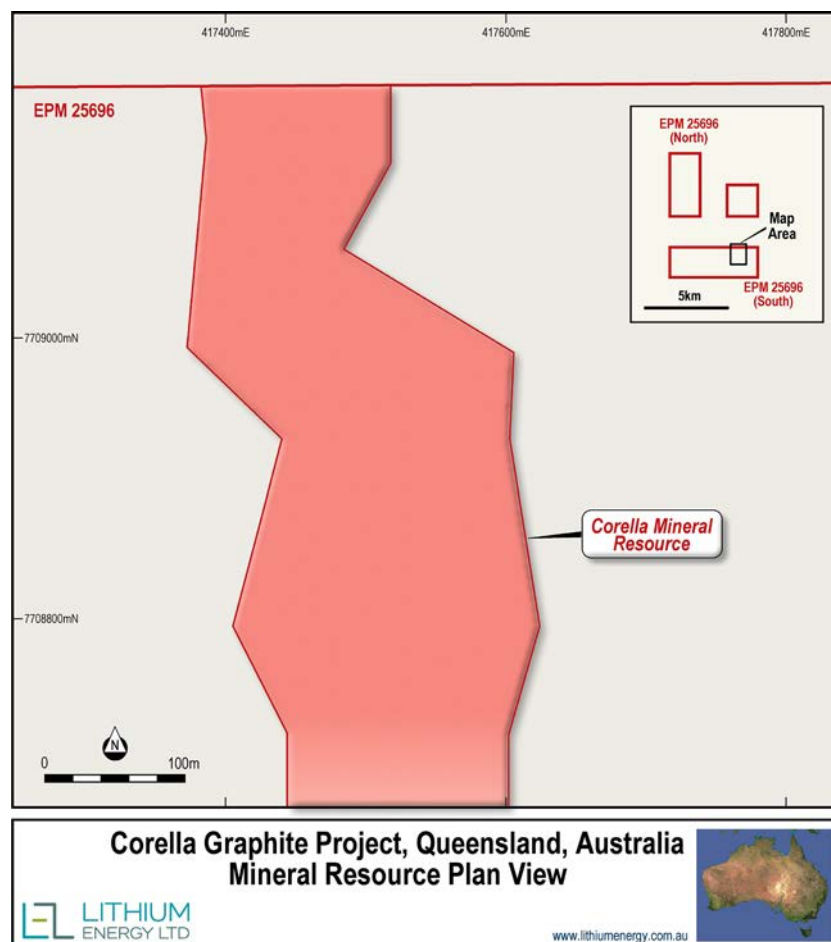 417400mE
417600mE
417800mE
EPM 25696
EPM 25696
(North)
Map
Area
EPM 25696
(South)
5km
7709000mN
Corella Mineral
Resource
7708800mN
N
0
100m
Corella Graphite Project, Queensland, Australia
Mineral Resource Plan View
LITHIUM
ENERGY LTD
www.lithiumenergy.com.au